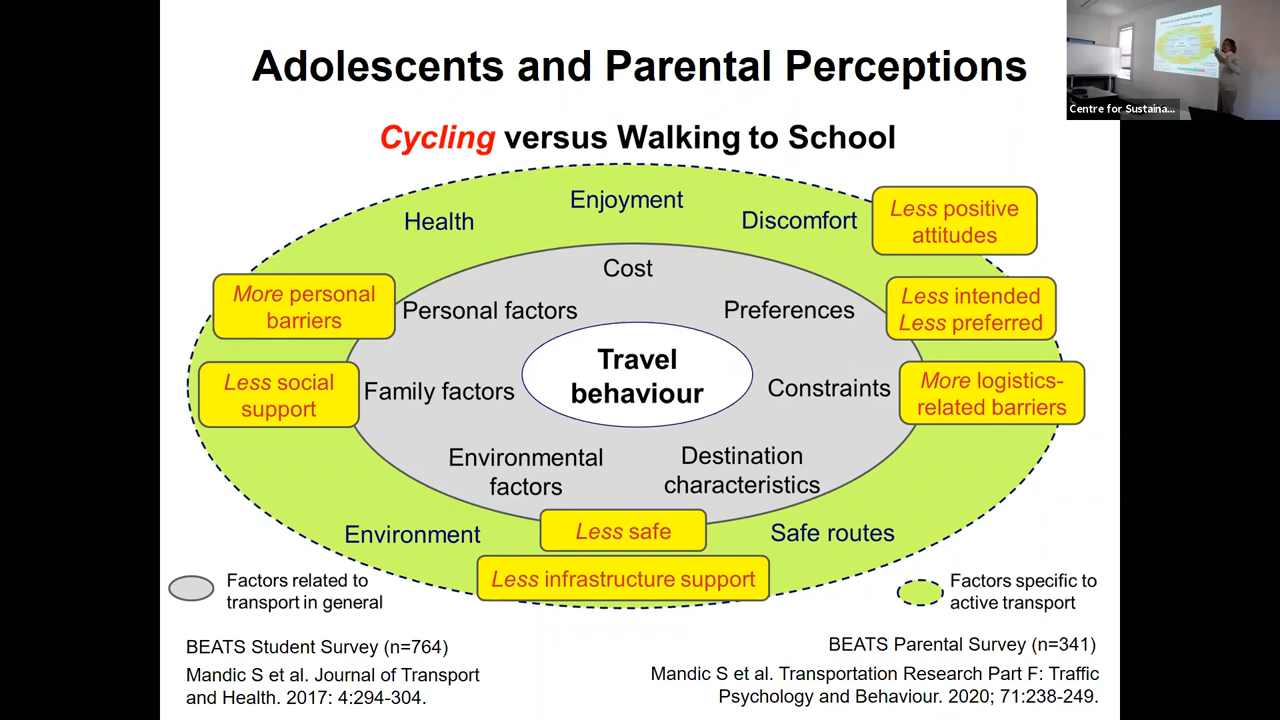 Adolescents and Parental Perceptions
Centre for Sustaina...
Cycling versus Walking to School
Health
Enjoyment
Discomfort
Less positive
attitudes
Cost
More personal
barriers
Personal factors
Preferences
Less intended
Less preferred
Travel
behaviour
Less social
support
Family factors
Constraints
More logistics-
related barriers
Environmental
factors
Destination
characteristics
Environment
Less safe
Safe routes
Less infrastructure support
Factors related to
transport in general
Factors specific to
active transport
BEATS Student Survey (n=764)
Mandic S et al. Journal of Transport
and Health. 2017: 4:294-304.
BEATS Parental Survey (n=341)
Mandic S et al. Transportation Research Part F: Traffic
Psychology and Behaviour. 2020; 71:238-249.